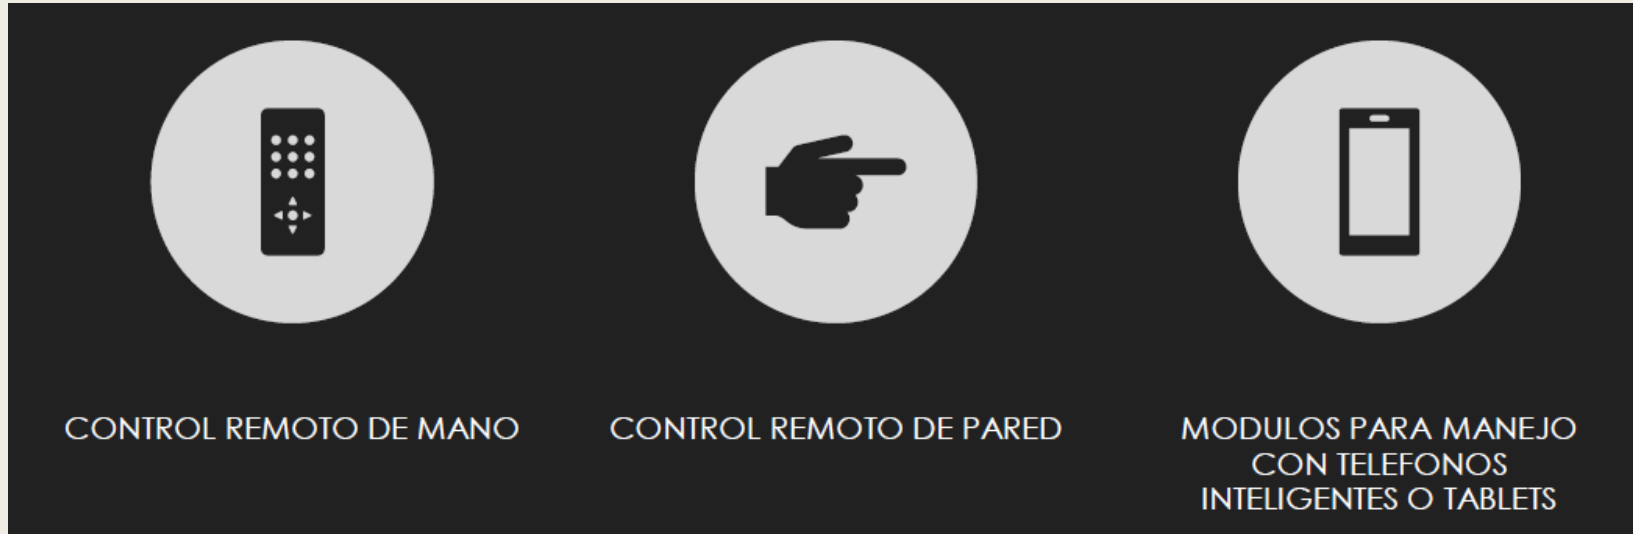 CONTROL REMOTO DE MANO
CONTROL REMOTO DE PARED
MODULOS PARA MANEJO
CON TELEFONOS
INTELIGENTES O TABLETS